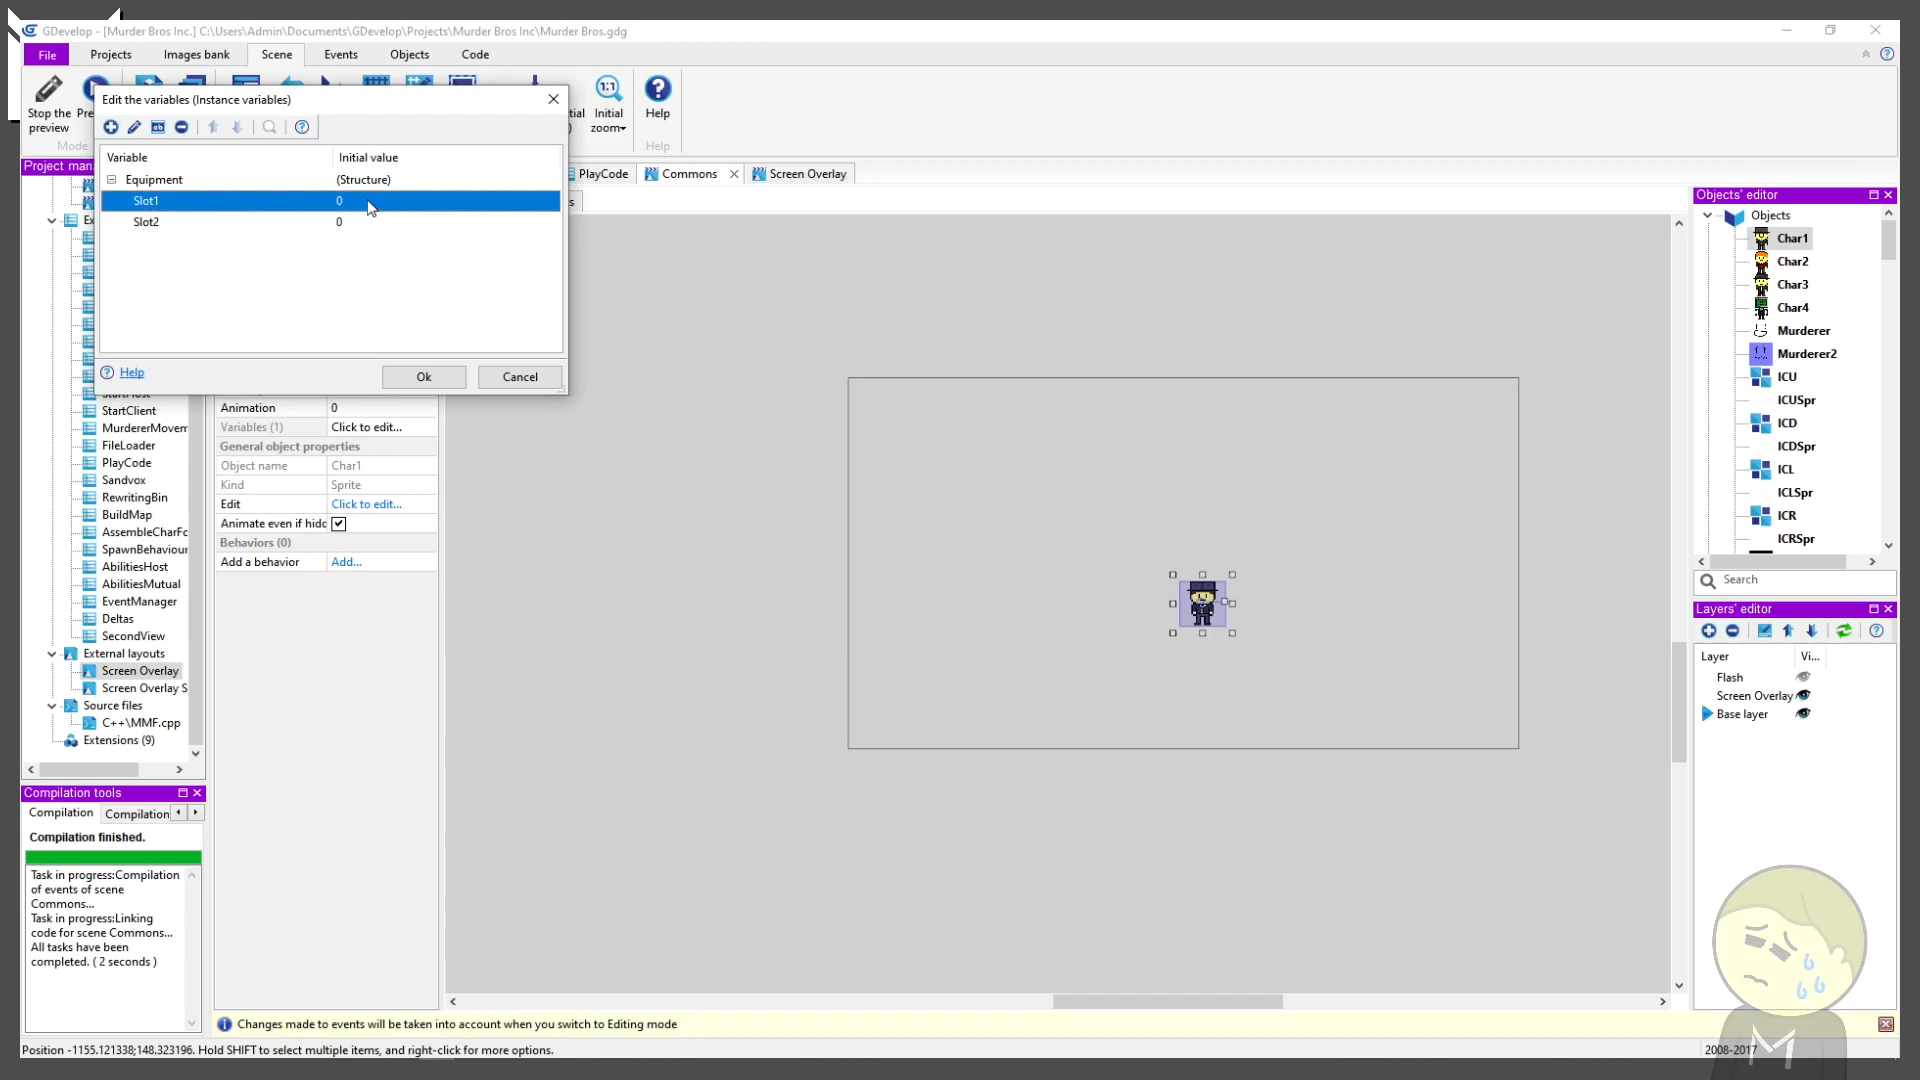 GDevelop - [Murder Bros Inc.] C:\Users\Admin\Documents\GDevelop\Projects\Murder Bros Inc\Murder Bros.gdg
File Projects Images bank Scene Events Objects Code
Stop the
preview
Initial
zoom
Help
Mode
Help
Edit the variables (Instance variables)
Variable Initial value
Equipment (Structure)
Slot1 0
Slot2 0
Help Ok Cancel
PlayCode Commons Screen Overlay
StartClient
FileLoader
PlayCode
Sandvox
RewritingBin
BuildMap
AssembleCharFc
SpawnBehaviour
AbilitiesHost
AbilitiesMutual
EventManager
Deltas
SecondView
External layouts
Screen Overlay
Screen Overlay S
Source files
C++\MMF.cpp
Extensions (9)
Animation 0
Variables (1) Click to edit...
General object properties
Object name Char1
Kind Sprite
Edit Click to edit...
Animate even if hidd
Behaviors (0)
Add a behavior Add...
Compilation tools
Compilation Compilation
Compilation finished.
Task in progress:Compilation
of events of scene
Commons...
Task in progress:Linking
code for scene Commons...
All tasks have been
completed. ( 2 seconds )
Objects' editor
Objects
Char1
Char2
Char3
Char4
Murderer
Murderer2
ICU
ICUSpr
ICD
ICDSpr
ICL
ICLSpr
ICR
ICRSpr
Search
Layers' editor
Layer Vi...
Flash
Screen Overlay
Base layer
Changes made to events will be taken into account when you switch to Editing mode
Position -1155.121338;148.323196. Hold SHIFT to select multiple items, and right-click for more options.
2008-2017